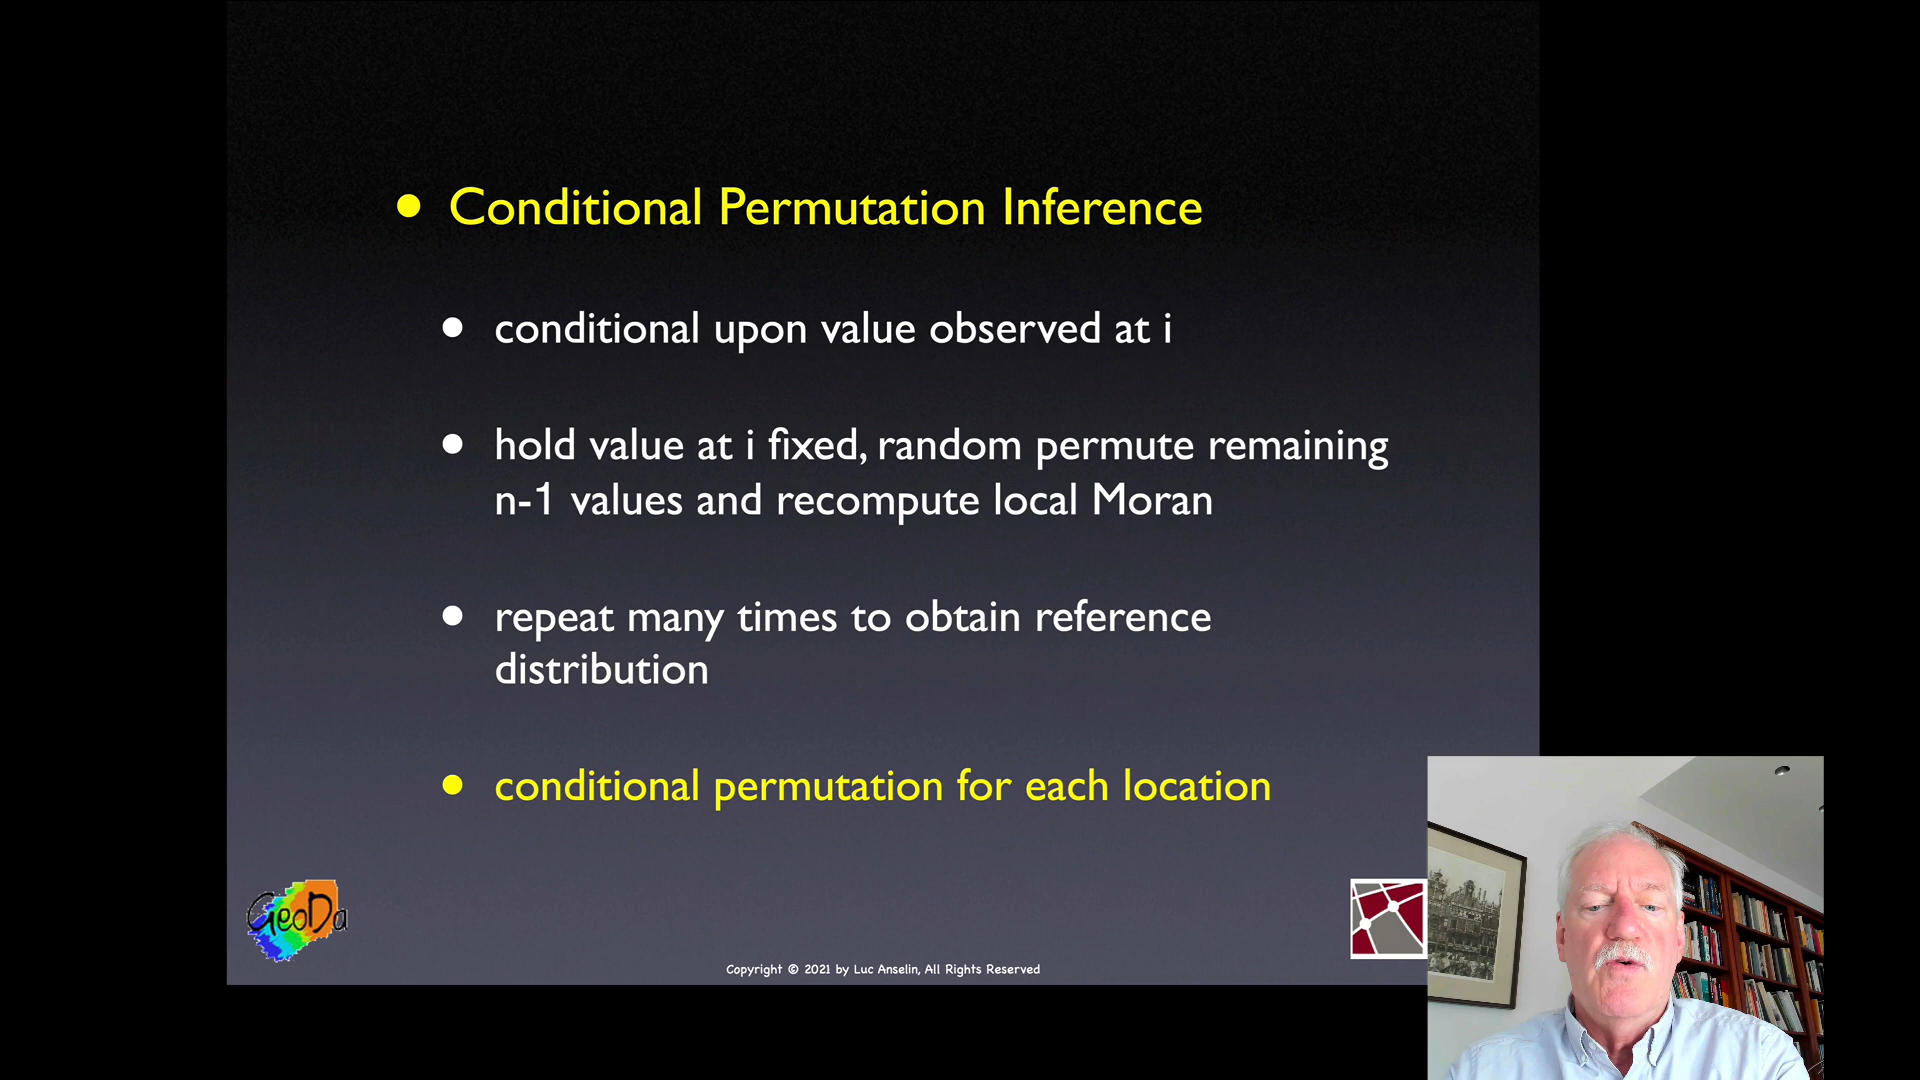 Conditional Permutation Inference
conditional upon value observed at i
hold value at i fixed, random permute remaining
n-1 values and recompute local Moran
repeat many times to obtain reference
distribution
conditional permutation for each location
GeoDa
Copyright © 2021 by Luc Anselin, All Rights Reserved